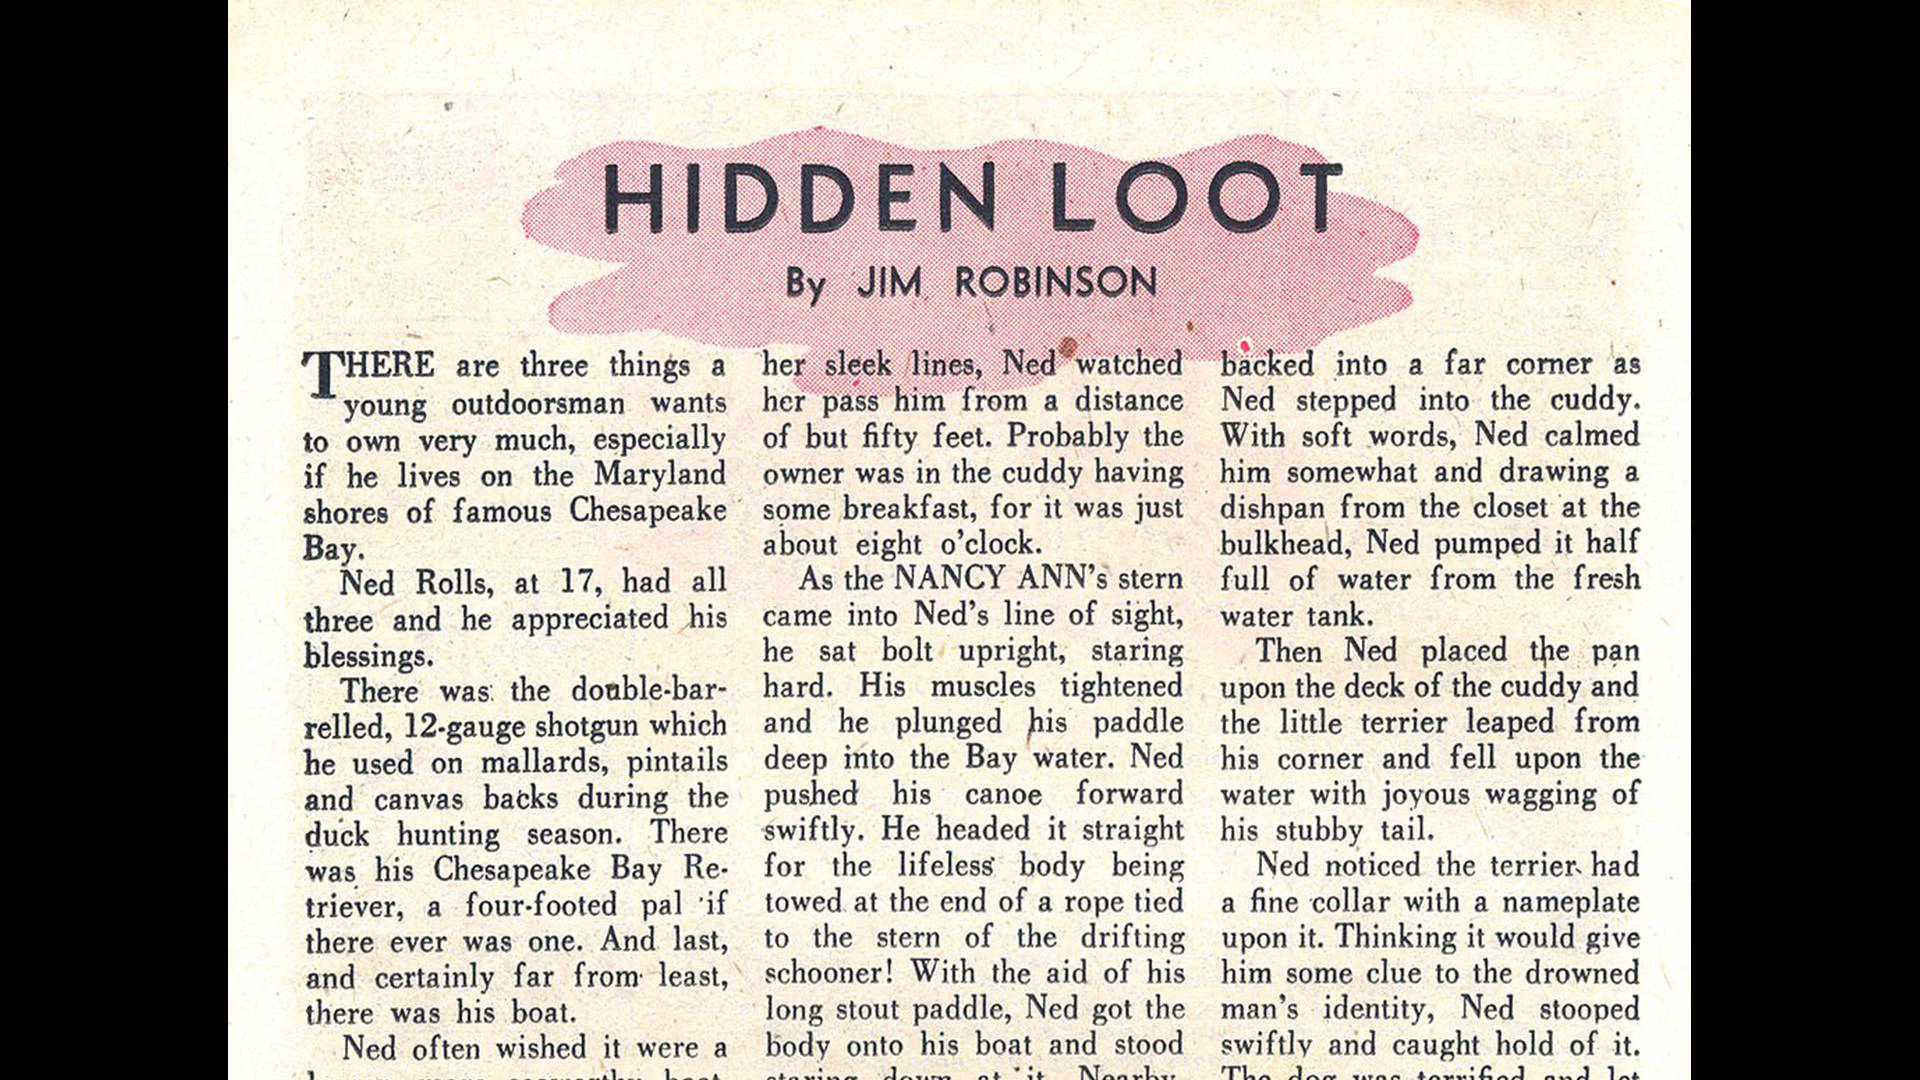 HIDDEN LOOT
By JIM ROBINSON
THERE are three things a
young outdoorsman wants
to own very much, especially
if he lives on the Maryland
shores of famous Chesapeake
Bay.
Ned Rolls, at 17, had all
three and he appreciated his
blessings.
There was the double-bar-
relled, 12-gauge shotgun which
he used on mallards, pintails
and canvas backs during the
duck hunting season. There
was his Chesapeake Bay Re-
triever, a four-footed pal if
there ever was one. And last,
and certainly far from least,
there was his boat.
Ned often wished it were a
her sleek lines, Ned watched
her pass him from a distance
of but fifty feet. Probably the
owner was in the cuddy having
some breakfast, for it was just
about eight o'clock.
As the NANCY ANN's stern
came into Ned's line of sight,
he sat bolt upright, staring
hard. His muscles tightened
and he plunged his paddle
deep into the Bay water. Ned
pushed his canoe forward
swiftly. He headed it straight
for the lifeless body being
towed at the end of a rope tied
to the stern of the drifting
schooner! With the aid of his
long stout paddle, Ned got the
body onto his boat and stood
staring down at it. Nearby,
backed into a far corner as
Ned stepped into the cuddy.
With soft words, Ned calmed
him somewhat and drawing a
dishpan from the closet at the
bulkhead, Ned pumped it half
full of water from the fresh
water tank.
Then Ned placed the pan
upon the deck of the cuddy and
the little terrier leaped from
his corner and fell upon the
water with joyous wagging of
his stubby tail.
Ned noticed the terrier had
a fine collar with a nameplate
upon it. Thinking it would give
him some clue to the drowned
man's identity, Ned stooped
swiftly and caught hold of it.
The dog was terrified and let